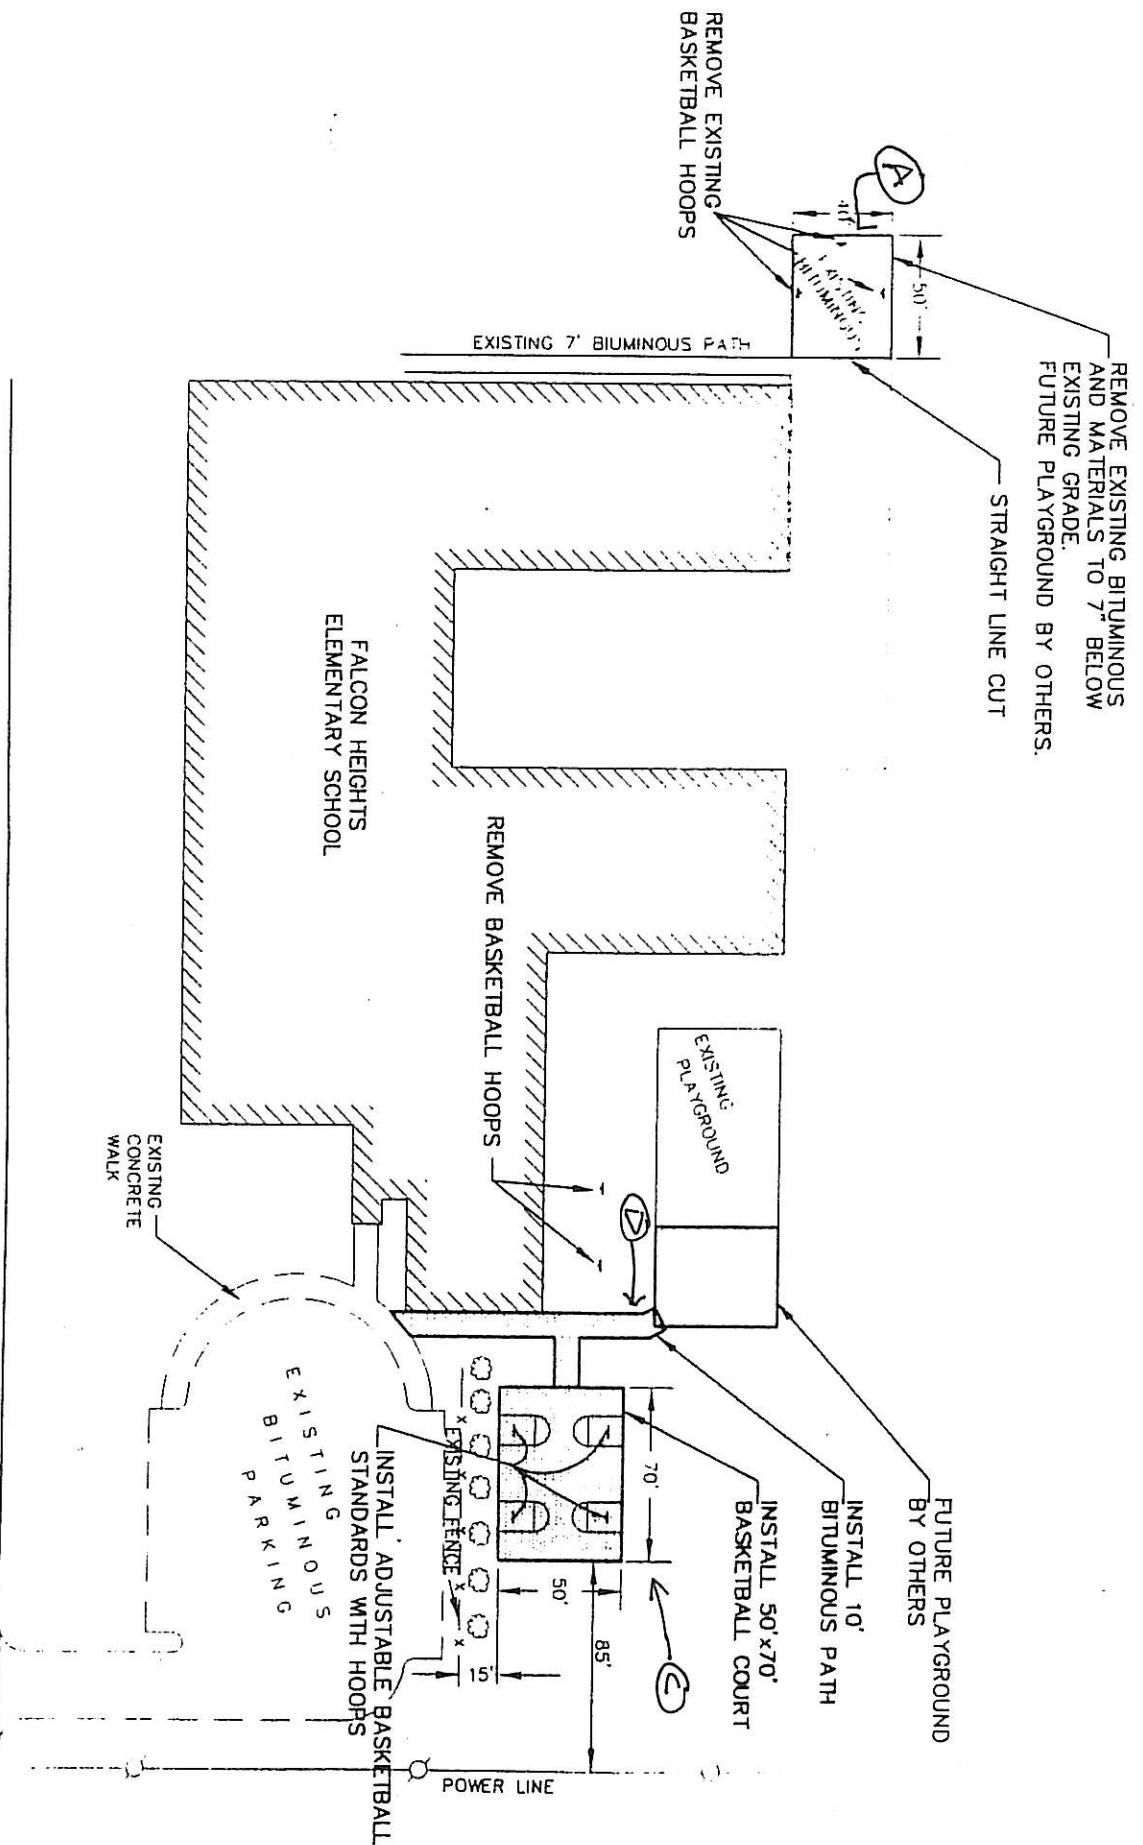 REMOVE EXISTING
BASKETBALL HOOPS
A
40'
50'
EXISTING
BITUMINOUS
REMOVE EXISTING BITUMINOUS
AND MATERIALS TO 7" BELOW
EXISTING GRADE.
FUTURE PLAYGROUND BY OTHERS.
STRAIGHT LINE CUT
EXISTING 7' BIUMINOUS PATH
FALCON HEIGHTS
ELEMENTARY SCHOOL
REMOVE BASKETBALL HOOPS
EXISTING
PLAYGROUND
D
EXISTNG
CONCRETE
WALK
EXISTING
BITUMINOUS
PARKING
EXISTING FENCE
INSTALL ADJUSTABLE BASKETBALL
STANDARDS WITH HOOPS
70'
50'
85'
15'
C
INSTALL 50'x70'
BASKETBALL COURT
INSTALL 10'
BITUMINOUS PATH
FUTURE PLAYGROUND
BY OTHERS
POWER LINE